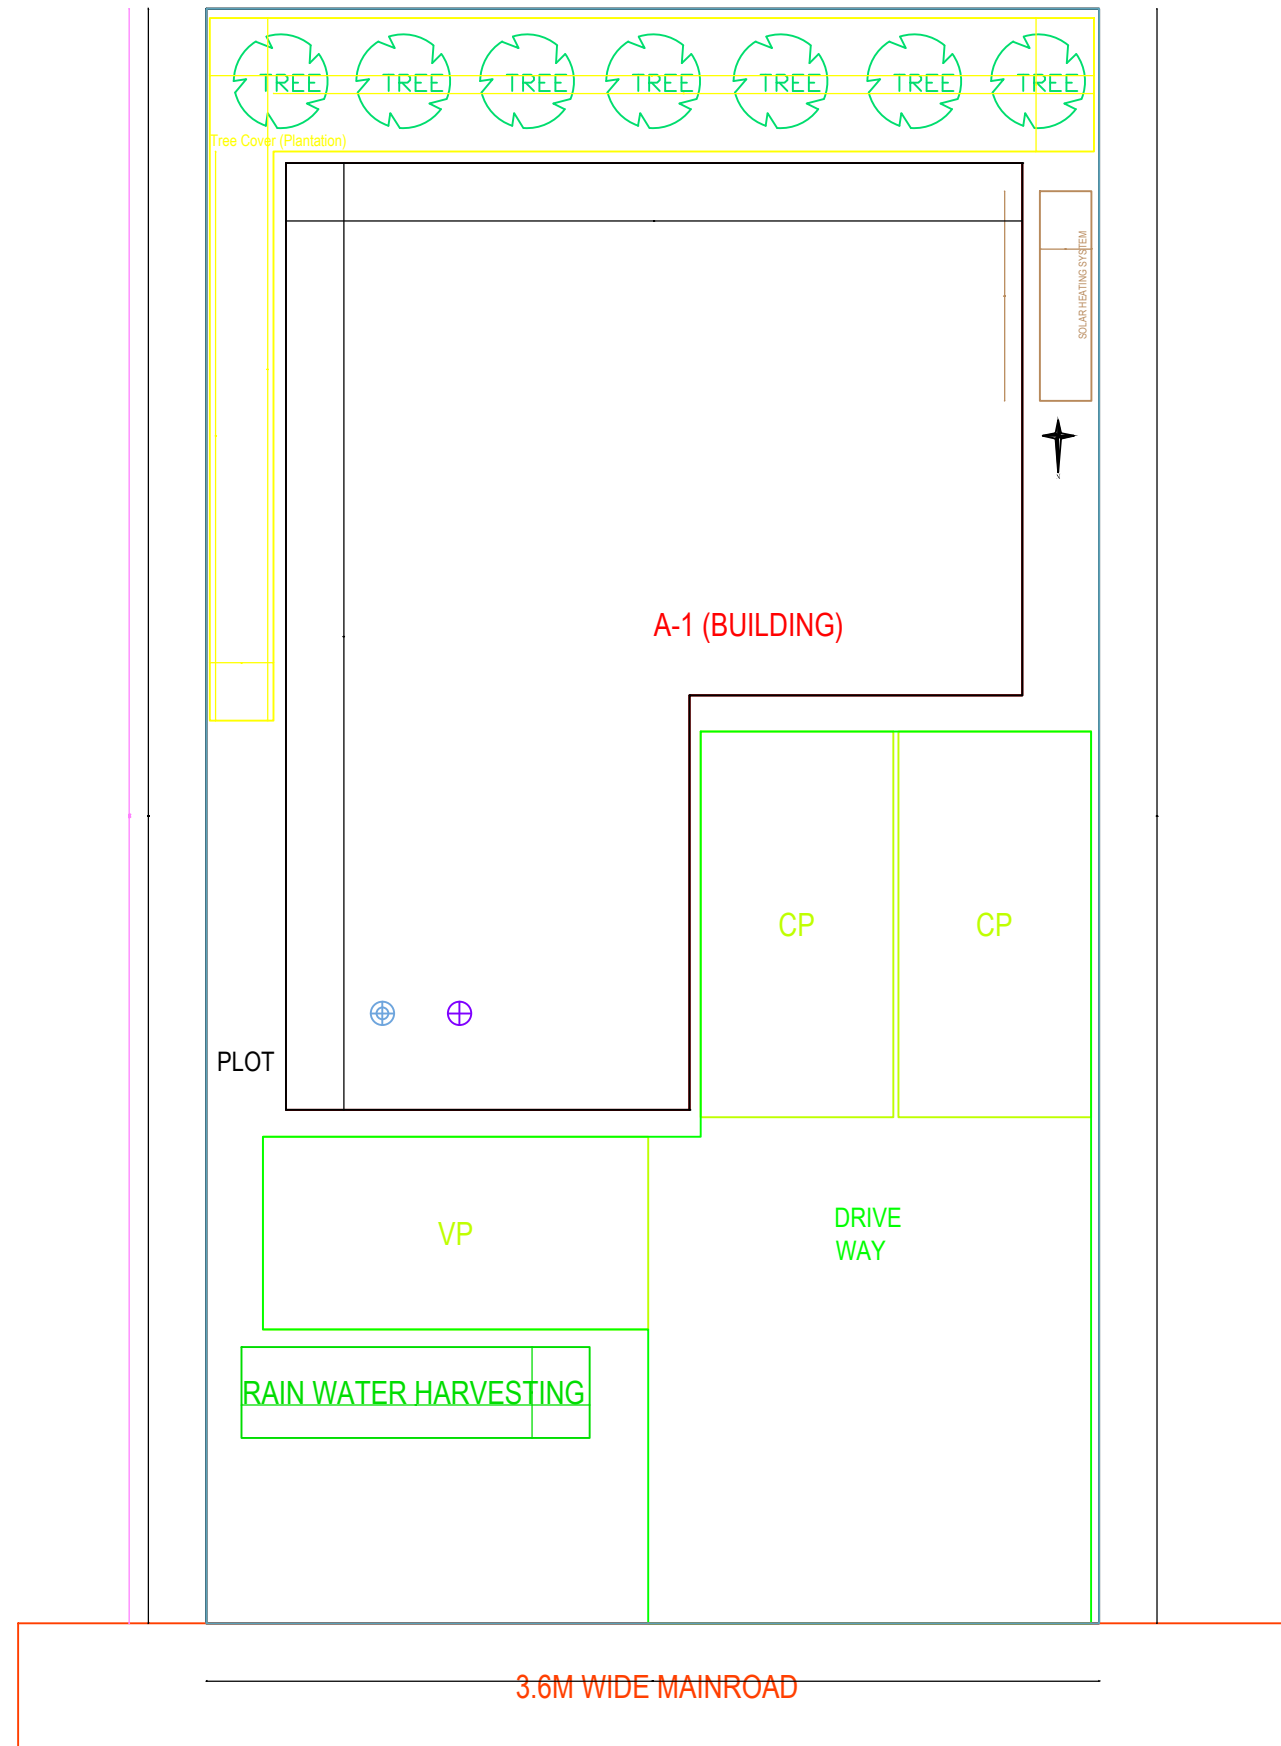 TREE TREE TREE TREE TREE TREE TREE
Tree Cover (Plantation)
SOLAR HEATING SYSTEM
N
A-1 (BUILDING)
CP CP
PLOT
DRIVE
WAY
VP
RAIN WATER HARVESTING
3.6M WIDE MAINROAD